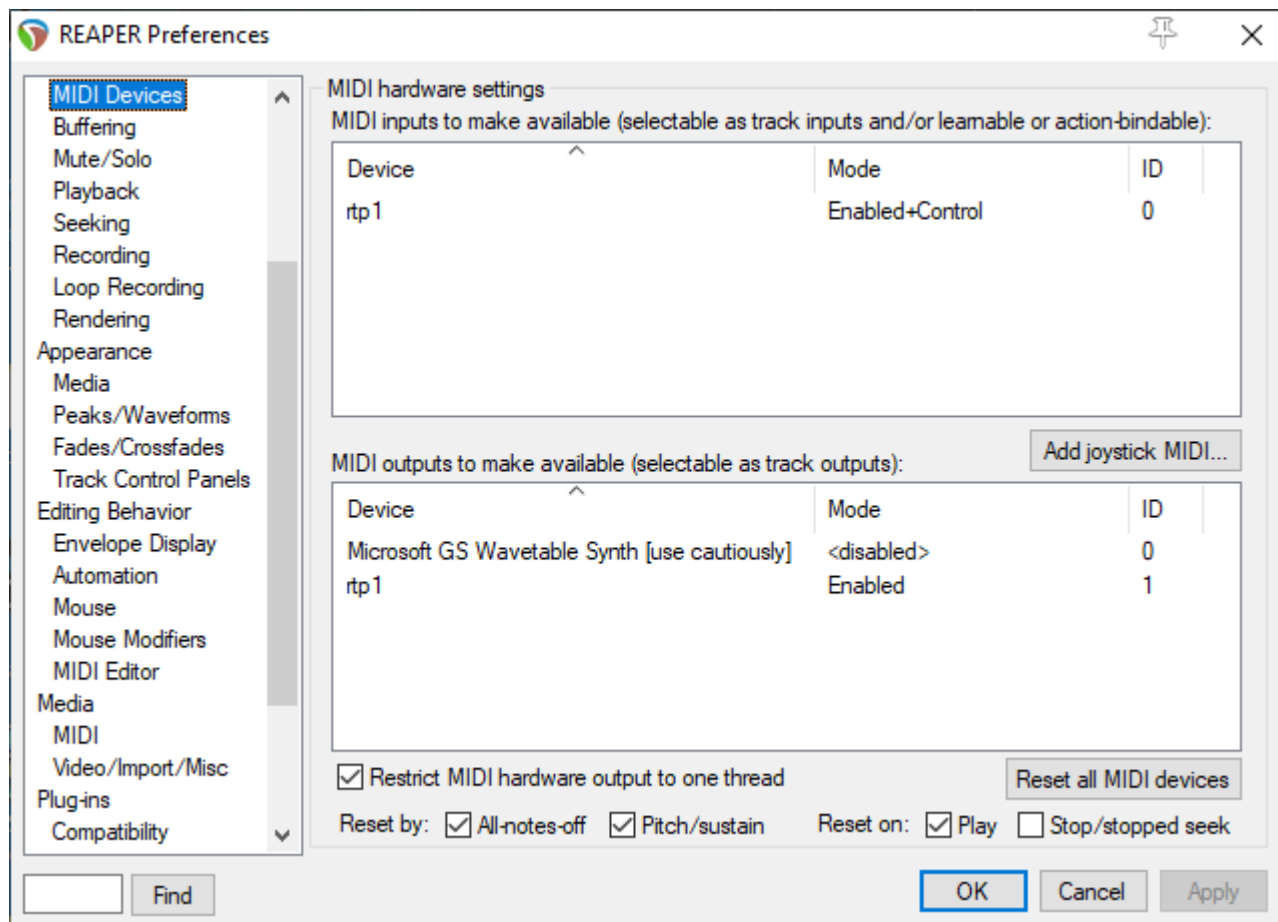 REAPER Preferences
MIDI Devices
Buffering
Mute/Solo
Playback
Seeking
Recording
Loop Recording
Rendering
Appearance
Media
Peaks/Waveforms
Fades/Crossfades
Track Control Panels
Editing Behavior
Envelope Display
Automation
Mouse
Mouse Modifiers
MIDI Editor
Media
MIDI
Video/Import/Misc
Plug-ins
Compatibility
Find
MIDI hardware settings
MIDI inputs to make available (selectable as track inputs and/or learnable or action-bindable):
Device Mode ID
rtp1 Enabled+Control 0
Add joystick MIDI...
MIDI outputs to make available (selectable as track outputs):
Device Mode ID
Microsoft GS Wavetable Synth [use cautiously] <disabled> 0
rtp1 Enabled 1
Restrict MIDI hardware output to one thread
Reset all MIDI devices
Reset by: All-notes-off Pitch/sustain Reset on: Play Stop/stopped seek
OK Cancel Apply